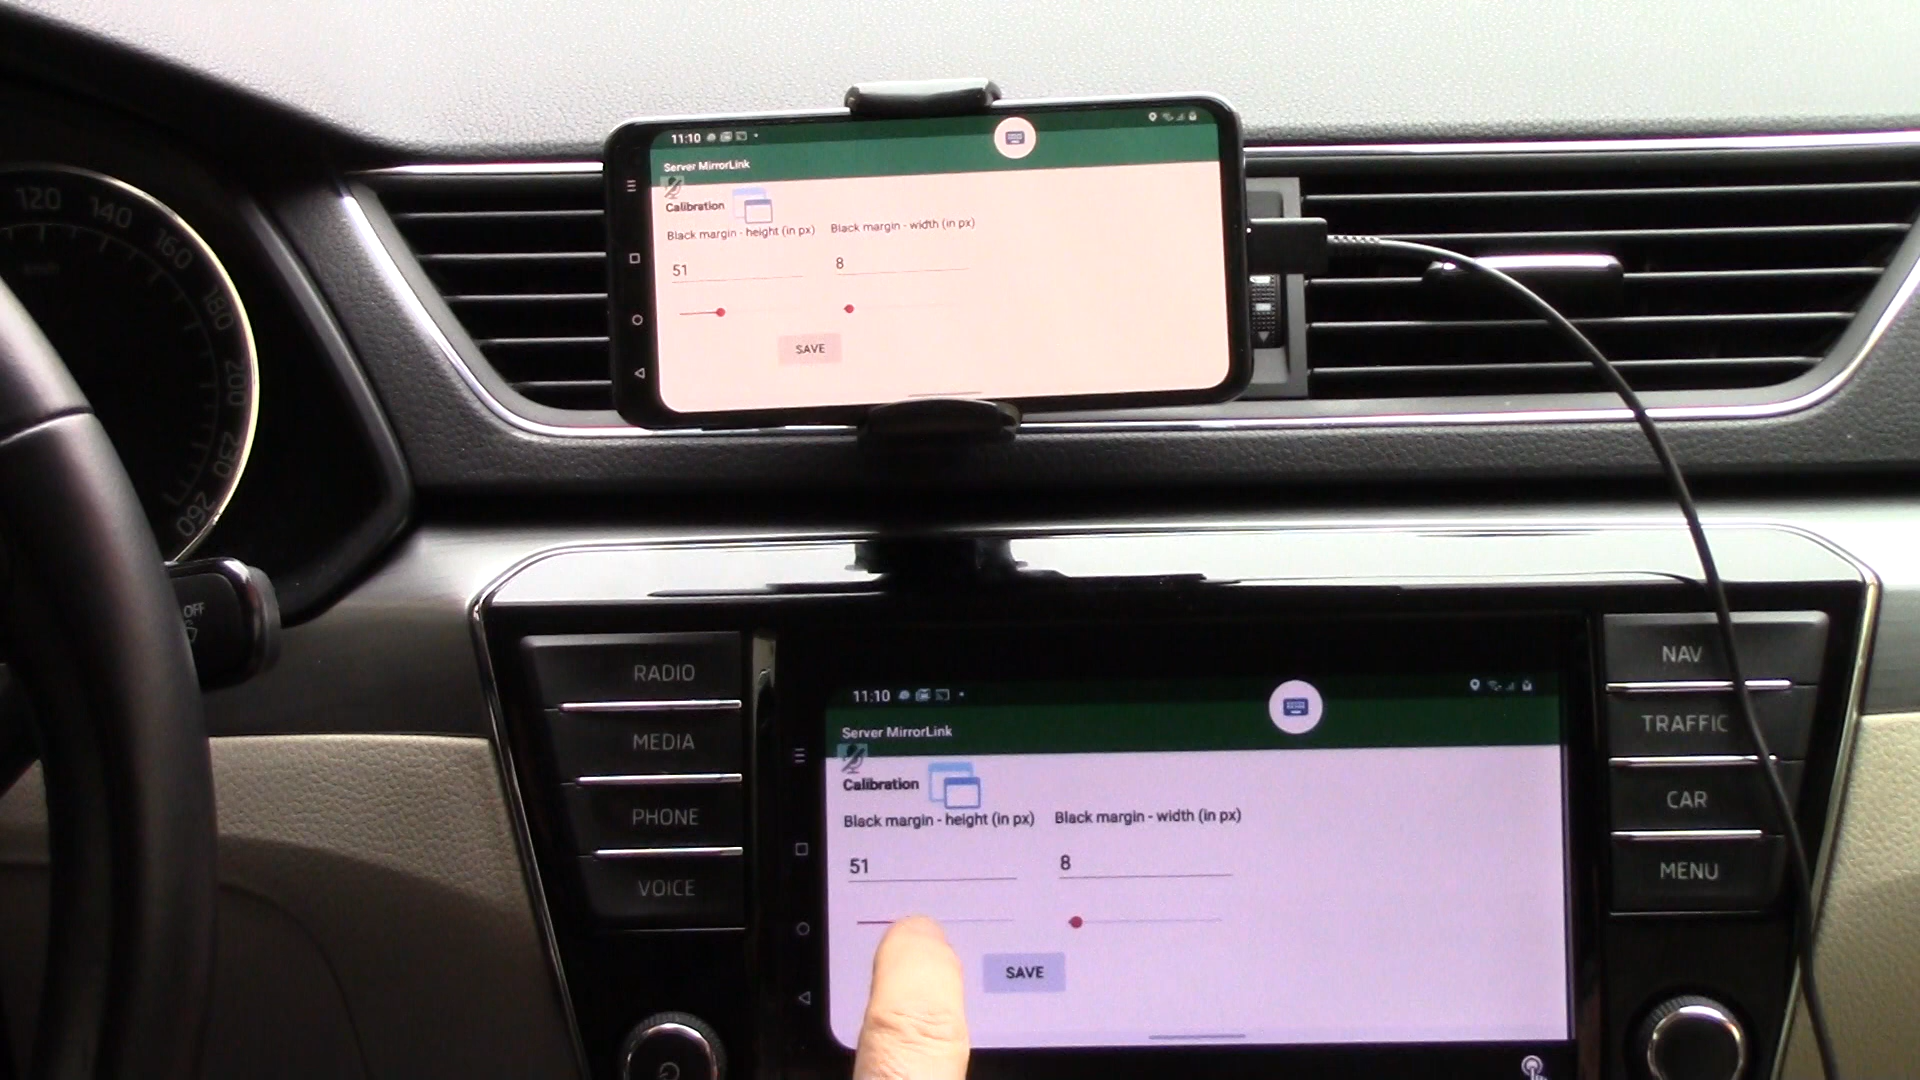 11:10
Server MirrorLink
Calibration
Black margin - height (in px) Black margin - width (in px)
51 8
SAVE
120
140
160
180
200
230
260
OFF
RADIO
MEDIA
PHONE
VOICE
11:10
Server MirrorLink
Calibration
Black margin - height (in px) Black margin - width (in px)
51 8
SAVE
NAV
TRAFFIC
CAR
MENU